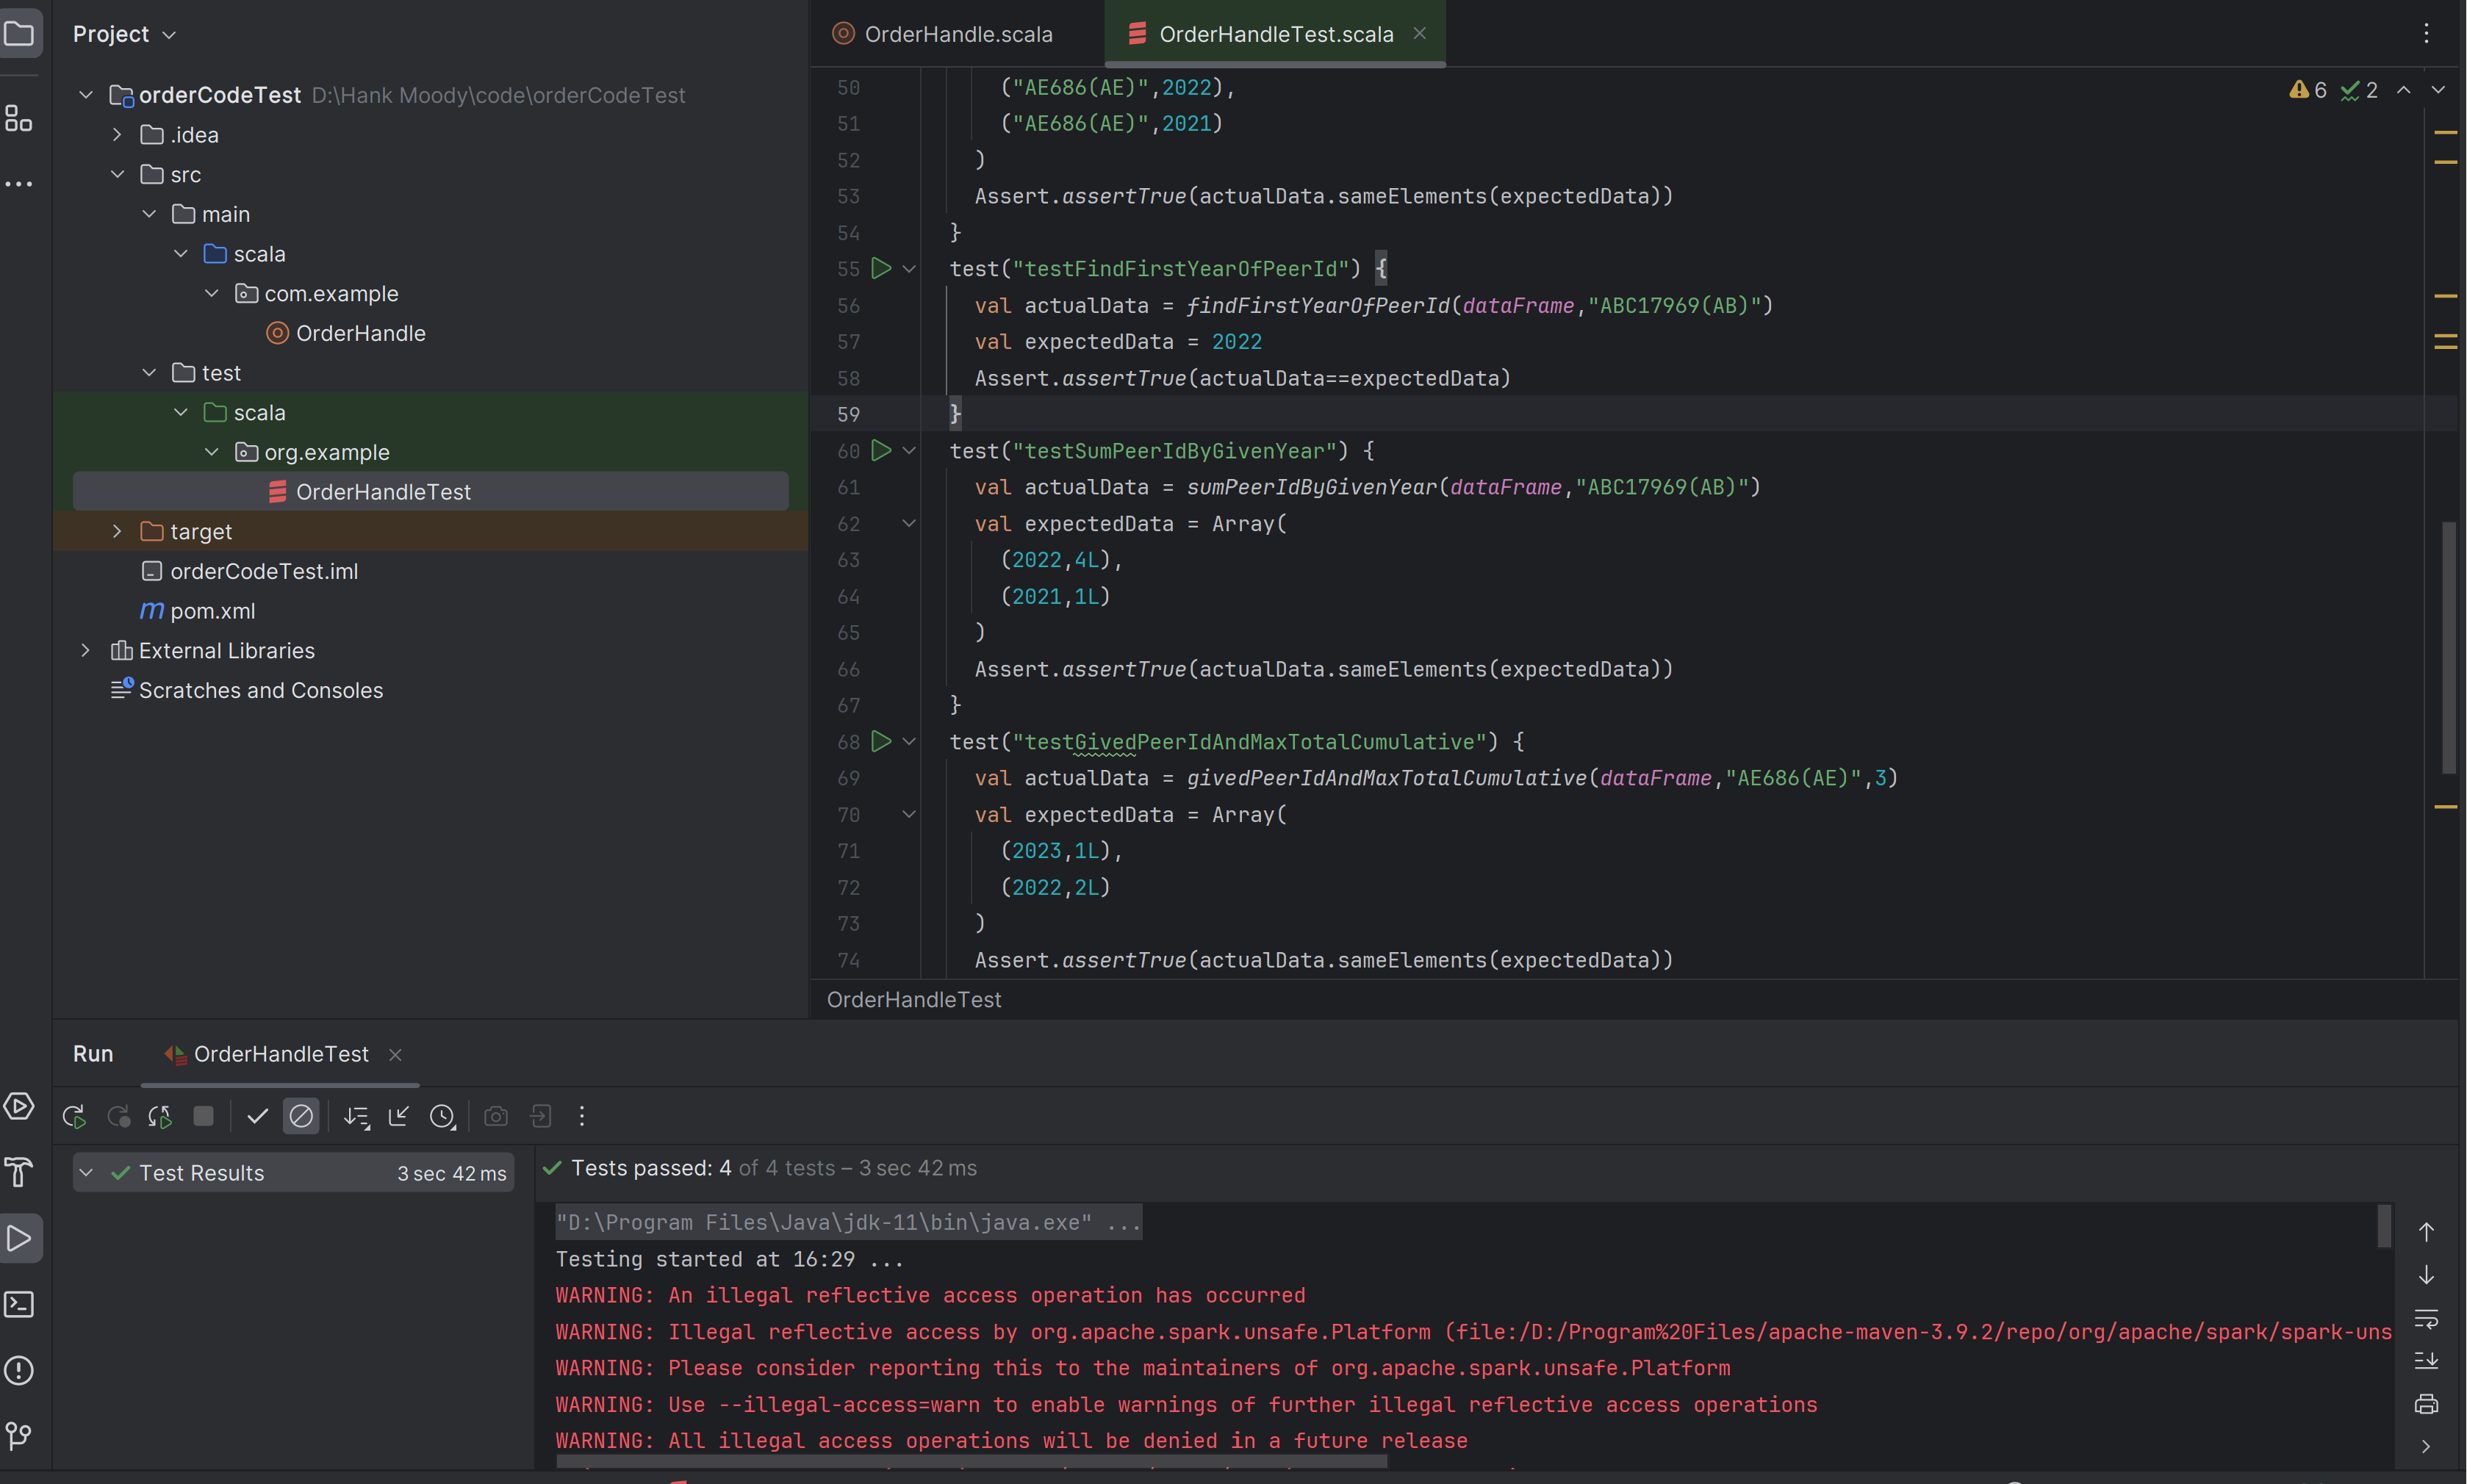 Project
orderCodeTest D:\Hank Moody\code\orderCodeTest
.idea
src
main
scala
com.example
OrderHandle
test
scala
org.example
OrderHandleTest
target
orderCodeTest.iml
m pom.xml
External Libraries
Scratches and Consoles
OrderHandle.scala
OrderHandleTest.scala
6 2
50 ("AE686(AE)",2022),
51 ("AE686(AE)",2021)
52 )
53 Assert.assertTrue(actualData.sameElements(expectedData))
54 }
55 test("testFindFirstYearOfPeerId") {
56 val actualData = findFirstYearOfPeerId(dataFrame,"ABC17969(AB)")
57 val expectedData = 2022
58 Assert.assertTrue(actualData==expectedData)
59 }
60 test("testSumPeerIdByGivenYear") {
61 val actualData = sumPeerIdByGivenYear(dataFrame,"ABC17969(AB)")
62 val expectedData = Array(
63 (2022,4L),
64 (2021,1L)
65 )
66 Assert.assertTrue(actualData.sameElements(expectedData))
67 }
68 test("testGivedPeerIdAndMaxTotalCumulative") {
69 val actualData = givedPeerIdAndMaxTotalCumulative(dataFrame,"AE686(AE)",3)
70 val expectedData = Array(
71 (2023,1L),
72 (2022,2L)
73 )
74 Assert.assertTrue(actualData.sameElements(expectedData))
OrderHandleTest
Run OrderHandleTest
Test Results 3 sec 42 ms
Tests passed: 4 of 4 tests – 3 sec 42 ms
"D:\Program Files\Java\jdk-11\bin\java.exe" ...
Testing started at 16:29 ...
WARNING: An illegal reflective access operation has occurred
WARNING: Illegal reflective access by org.apache.spark.unsafe.Platform (file:/D:/Program%20Files/apache-maven-3.9.2/repo/org/apache/spark/spark-uns
WARNING: Please consider reporting this to the maintainers of org.apache.spark.unsafe.Platform
WARNING: Use --illegal-access=warn to enable warnings of further illegal reflective access operations
WARNING: All illegal access operations will be denied in a future release